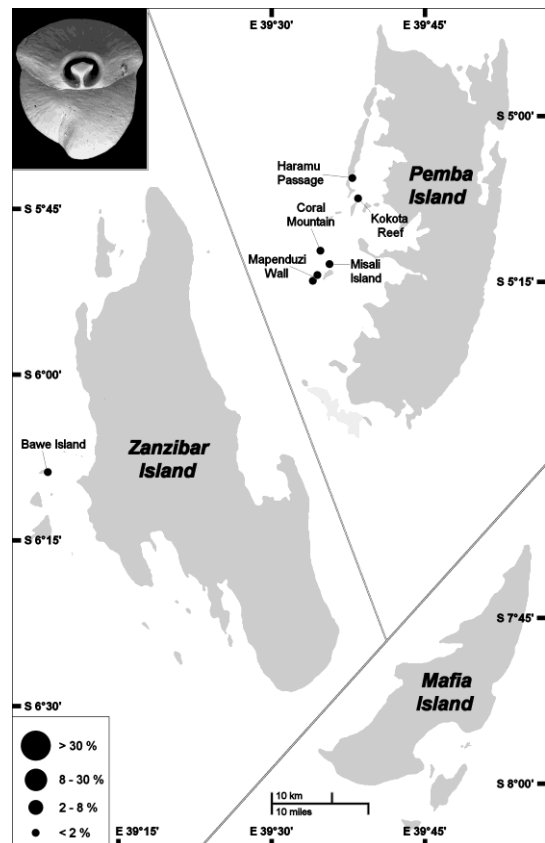 E 39°30'
E 39°45'
S 5°00'
Haramu
Passage
Pemba
Island
S 5°45'
Coral
Mountain
Kokota
Reef
Mapenduzi
Wall
Misali
Island
S 5°15'
S 6°00'
Bawe Island
Zanzibar
Island
S 6°15'
S 7°45'
Mafia
Island
S 6°30'
> 30 %
8 - 30 %
2 - 8 %
< 2 %
S 8°00'
10 km
10 miles
E 39°15'
E 39°30'
E 39°45'